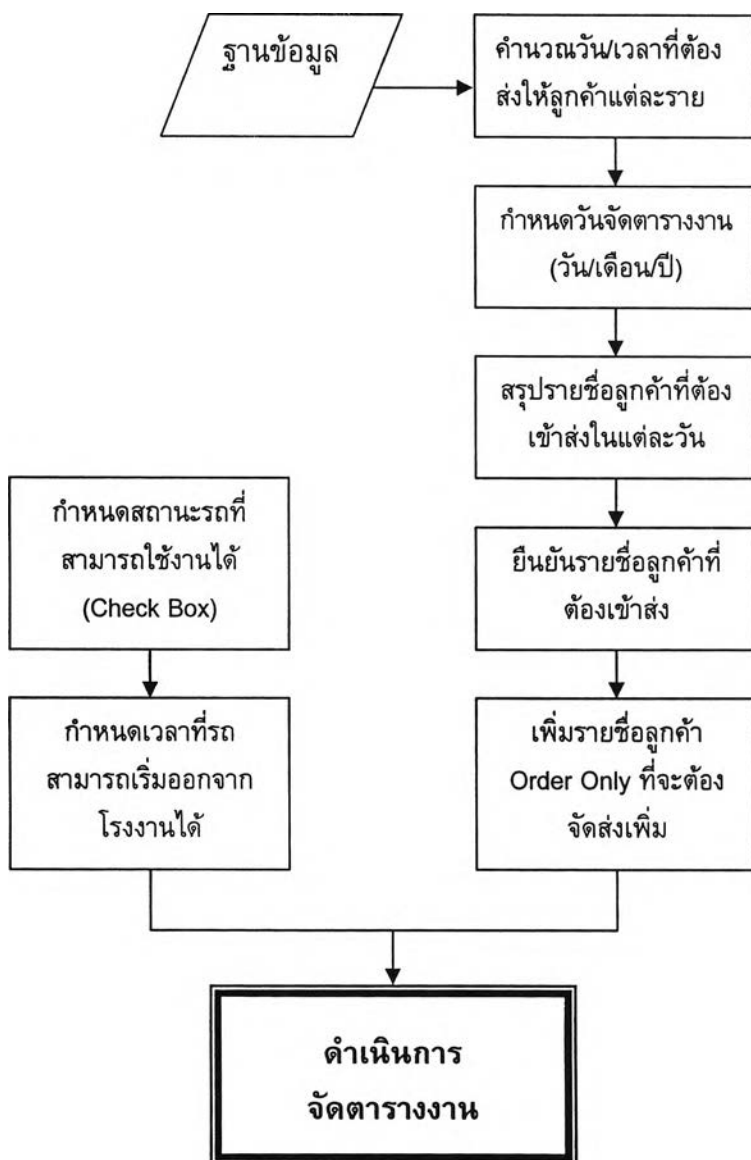 ฐานข้อมูล
คำนวณวัน/เวลาที่ต้อง
ส่งให้ลูกค้าแต่ละราย
กำหนดวันจัดตารางงาน
(วัน/เดือน/ปี)
สรุปรายชื่อลูกค้าที่ต้อง
เข้าส่งในแต่ละวัน
กำหนดสถานะรถที่
สามารถใช้งานได้
(Check Box)
ยืนยันรายชื่อลูกค้าที่
ต้องเข้าส่ง
กำหนดเวลาที่รถ
สามารถเริ่มออกจาก
โรงงานได้
เพิ่มรายชื่อลูกค้า
Order Only ที่จะต้อง
จัดส่งเพิ่ม
ดำเนินการ
จัดตารางงาน